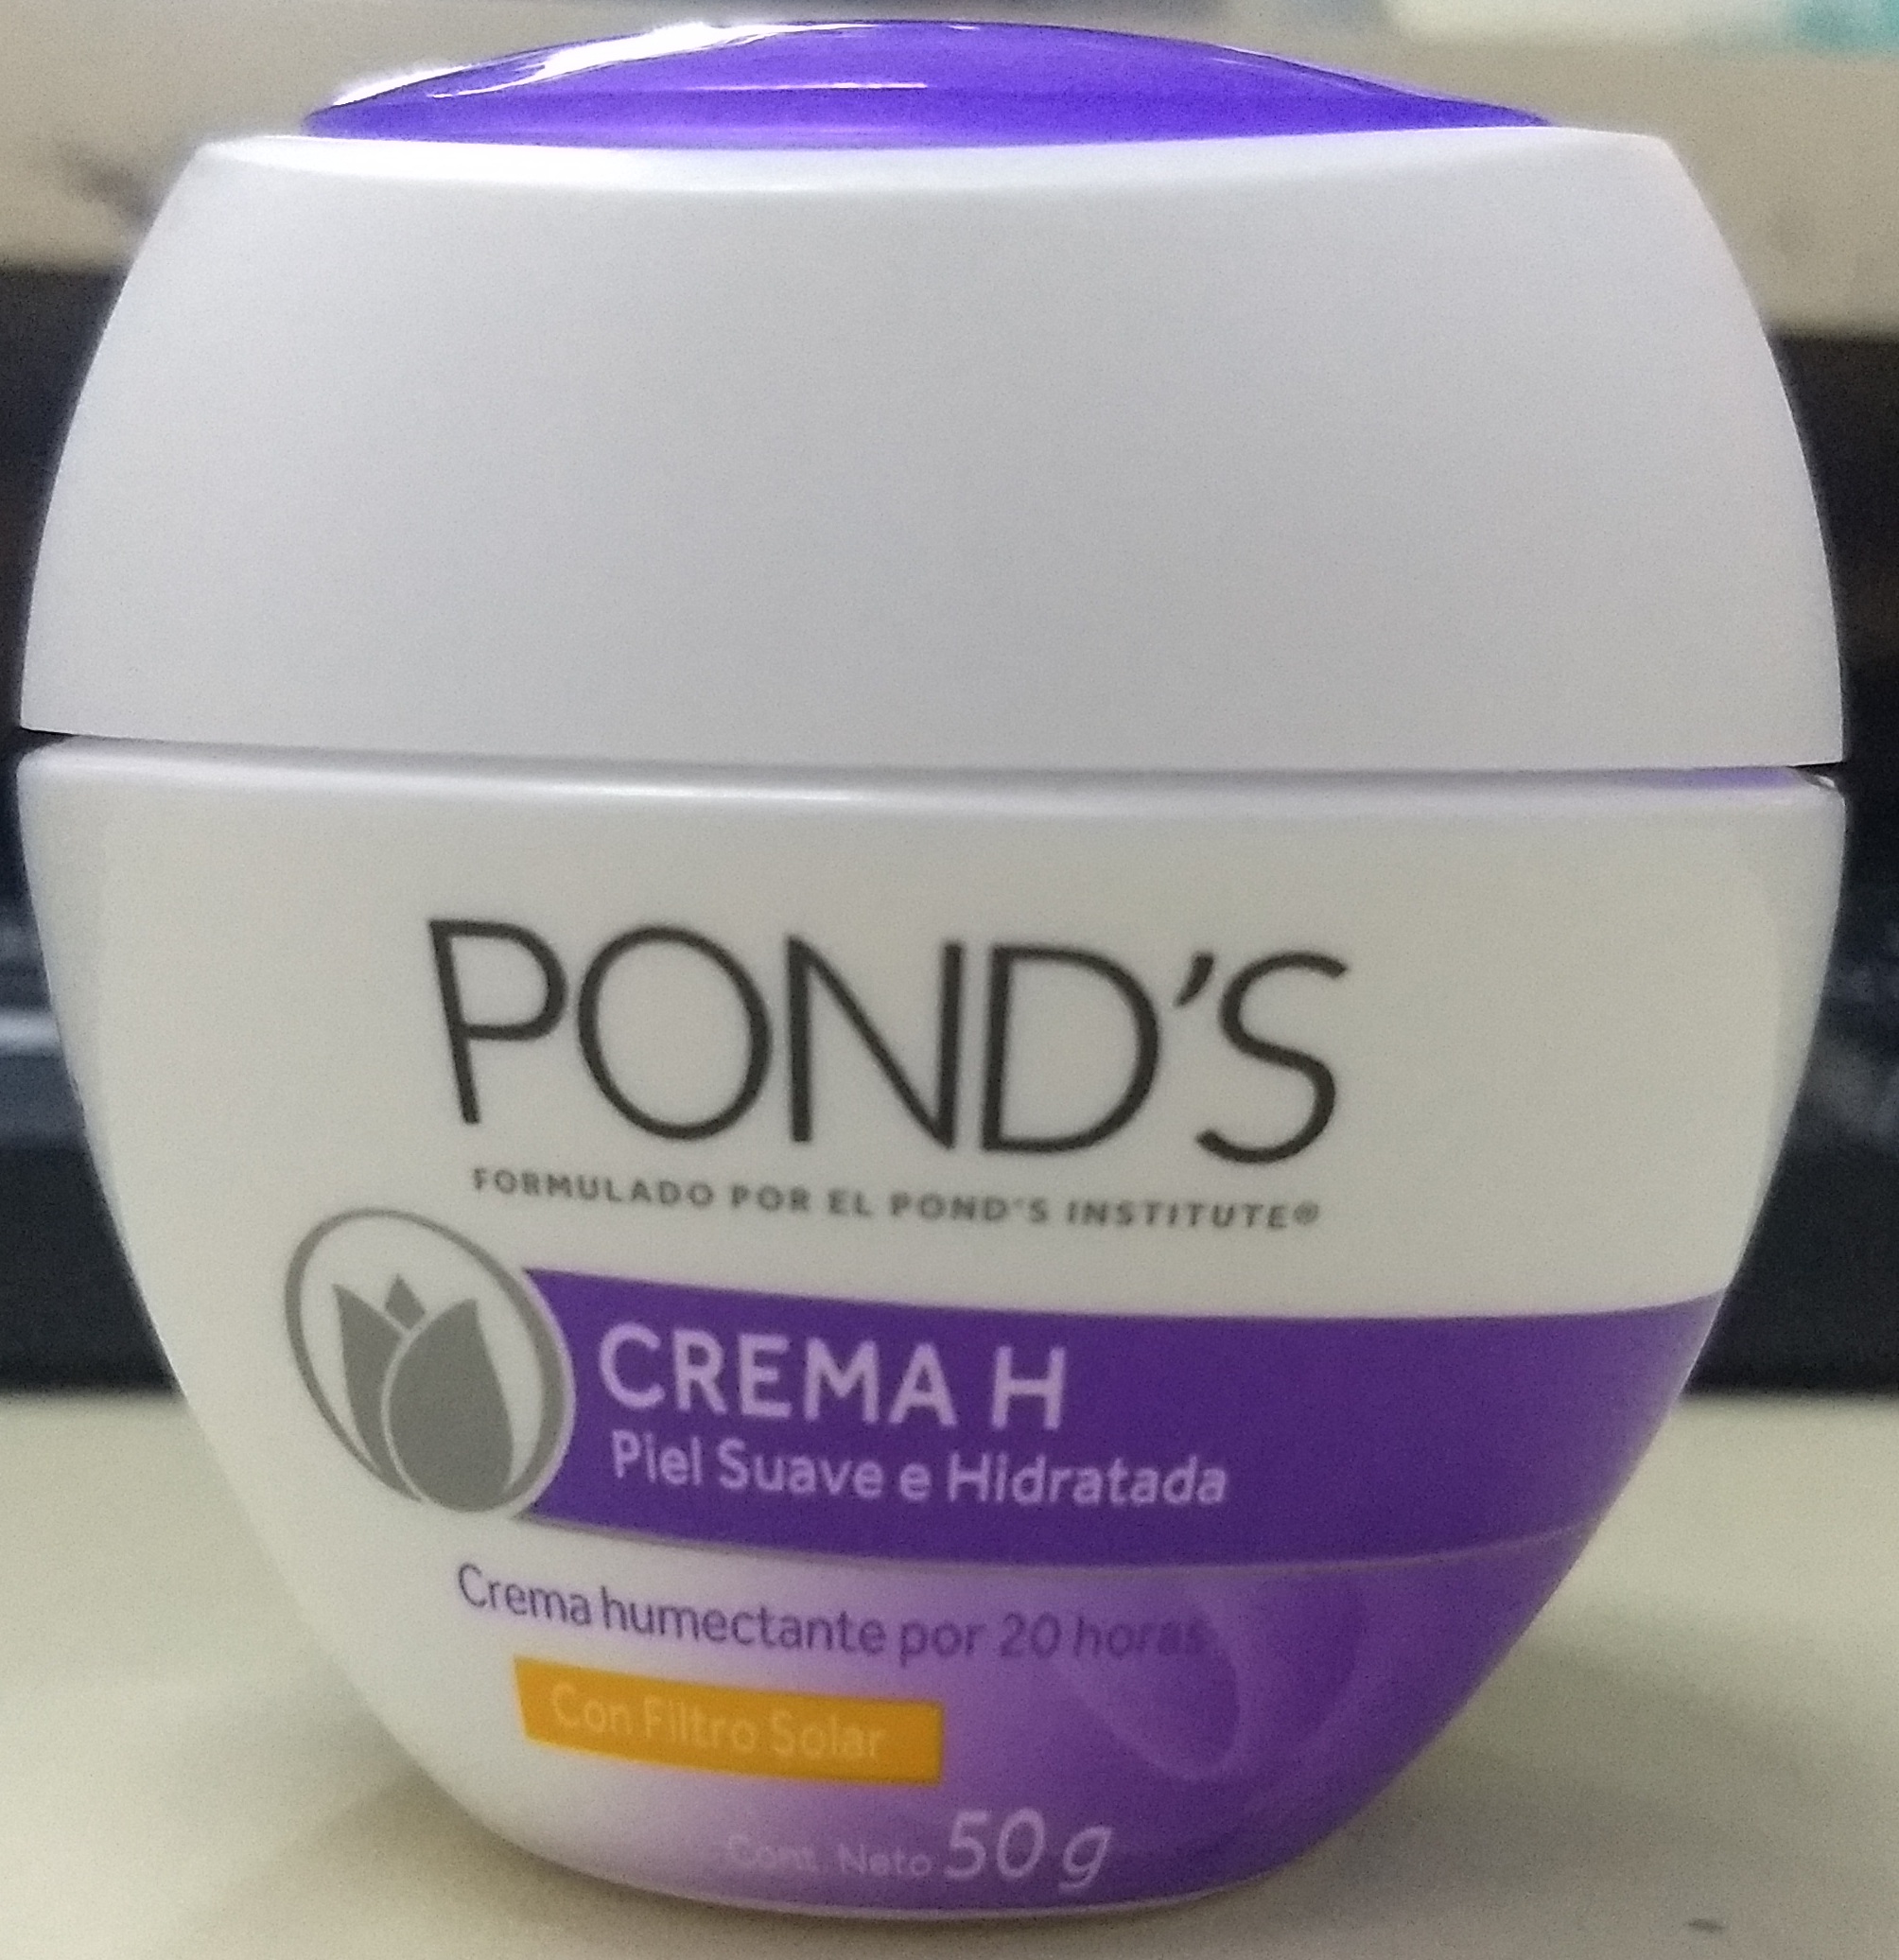 POND'S
FORMULADO POR EL POND'S INSTITUTE®
CREMA H
Piel Suave e Hidratada
Crema humectante por 20 horas
Con Filtro Solar
Cont. Neto 50 g